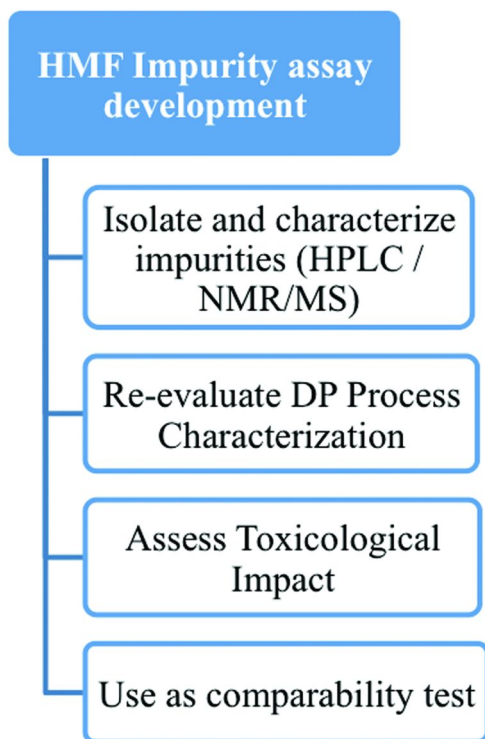 HMF Impurity assay
development
Isolate and characterize
impurities (HPLC /
NMR/MS)
Re-evaluate DP Process
Characterization
Assess Toxicological
Impact
Use as comparability test